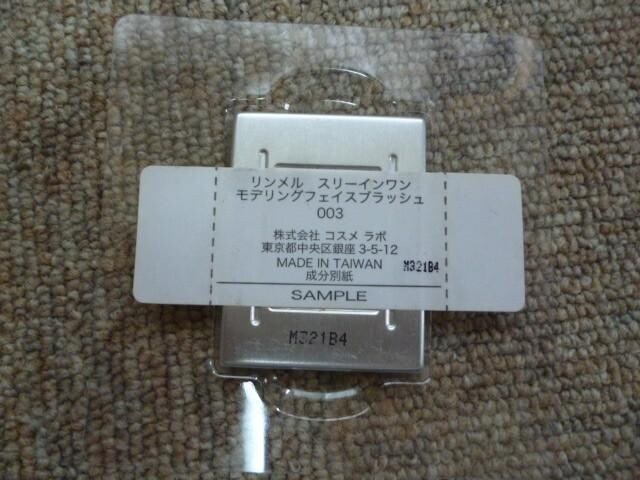 リンメル　スリーインワン
モデリングフェイスブラッシュ
003
株式会社 コスメ ラボ
東京都中央区銀座 3-5-12
MADE IN TAIWAN
M321B4
成分別紙
SAMPLE
M321B4